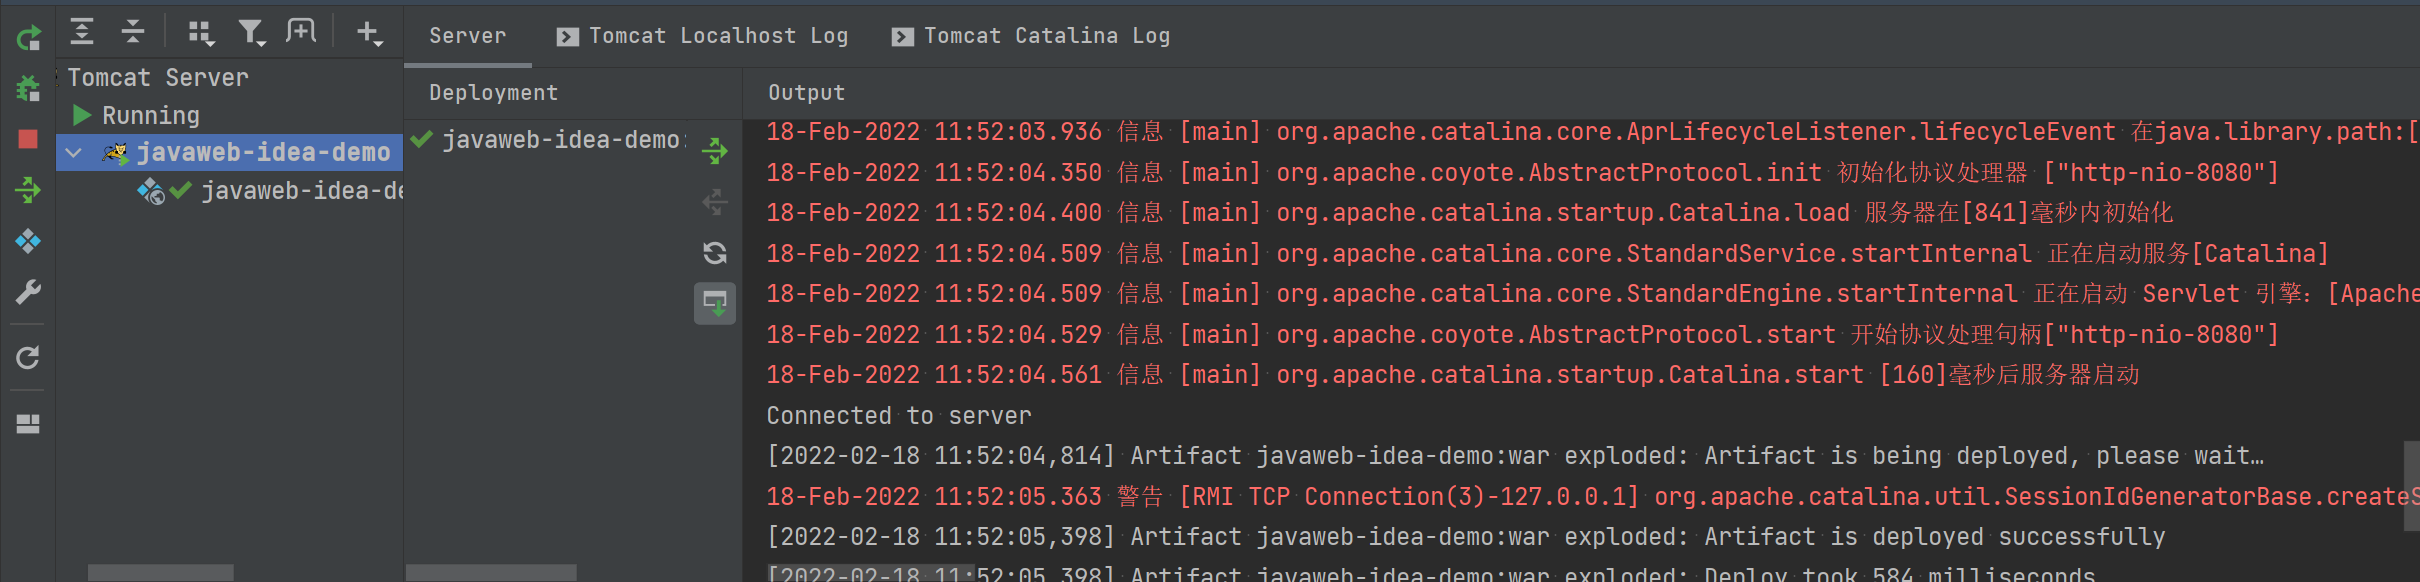 Server Tomcat Localhost Log Tomcat Catalina Log
Tomcat Server
Running
javaweb-idea-demo
javaweb-idea-de
Deployment
javaweb-idea-demo:
Output
18-Feb-2022 11:52:03.936 信息 [main] org.apache.catalina.core.AprLifecycleListener.lifecycleEvent 在java.library.path:[
18-Feb-2022 11:52:04.350 信息 [main] org.apache.coyote.AbstractProtocol.init 初始化协议处理器 ["http-nio-8080"]
18-Feb-2022 11:52:04.400 信息 [main] org.apache.catalina.startup.Catalina.load 服务器在[841]毫秒内初始化
18-Feb-2022 11:52:04.509 信息 [main] org.apache.catalina.core.StandardService.startInternal 正在启动服务[Catalina]
18-Feb-2022 11:52:04.509 信息 [main] org.apache.catalina.core.StandardEngine.startInternal 正在启动 Servlet 引擎：[Apache
18-Feb-2022 11:52:04.529 信息 [main] org.apache.coyote.AbstractProtocol.start 开始协议处理句柄["http-nio-8080"]
18-Feb-2022 11:52:04.561 信息 [main] org.apache.catalina.startup.Catalina.start [160]毫秒后服务器启动
Connected to server
[2022-02-18 11:52:04,814] Artifact javaweb-idea-demo:war exploded: Artifact is being deployed, please wait…
18-Feb-2022 11:52:05.363 警告 [RMI TCP Connection(3)-127.0.0.1] org.apache.catalina.util.SessionIdGeneratorBase.createS
[2022-02-18 11:52:05,398] Artifact javaweb-idea-demo:war exploded: Artifact is deployed successfully
[2022-02-18 11:52:05,398] Artifact javaweb-idea-demo:war exploded: Deploy took 584 milliseconds